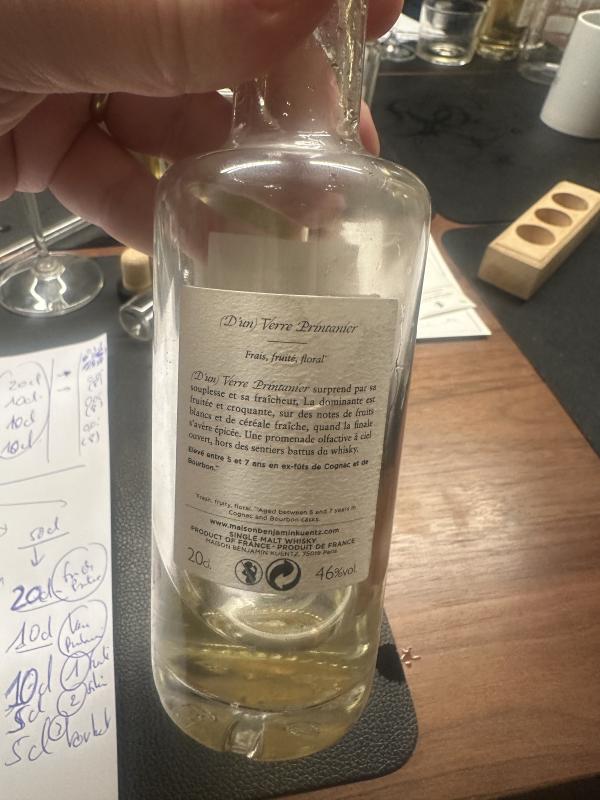 (D'un) Verre Printanier
Frais, fruité, floral*
(D'un) Verre Printanier surprend par sa
souplesse et sa fraîcheur. La dominante est
fruitée et croquante, sur des notes de fruits
blancs et de céréale fraîche, quand la finale
s'avère épicée. Une promenade olfactive à ciel
ouvert, hors des sentiers battus du whisky.
Elevé entre 5 et 7 ans en ex-fûts de Cognac et de
Bourbon.**
*Fresh, fruity, floral. **Aged between 5 and 7 years in
Cognac and Bourbon casks.
www.maisonbenjaminkuentz.com
SINGLE MALT WHISKY
PRODUCT OF FRANCE · PRODUIT DE FRANCE
MAISON BENJAMIN KUENTZ, 75019 Paris
20cl.
46%vol.
20cl
10cl
10cl
10cl
50cl
20cl
10cl
10cl 1
5cl 2
5cl